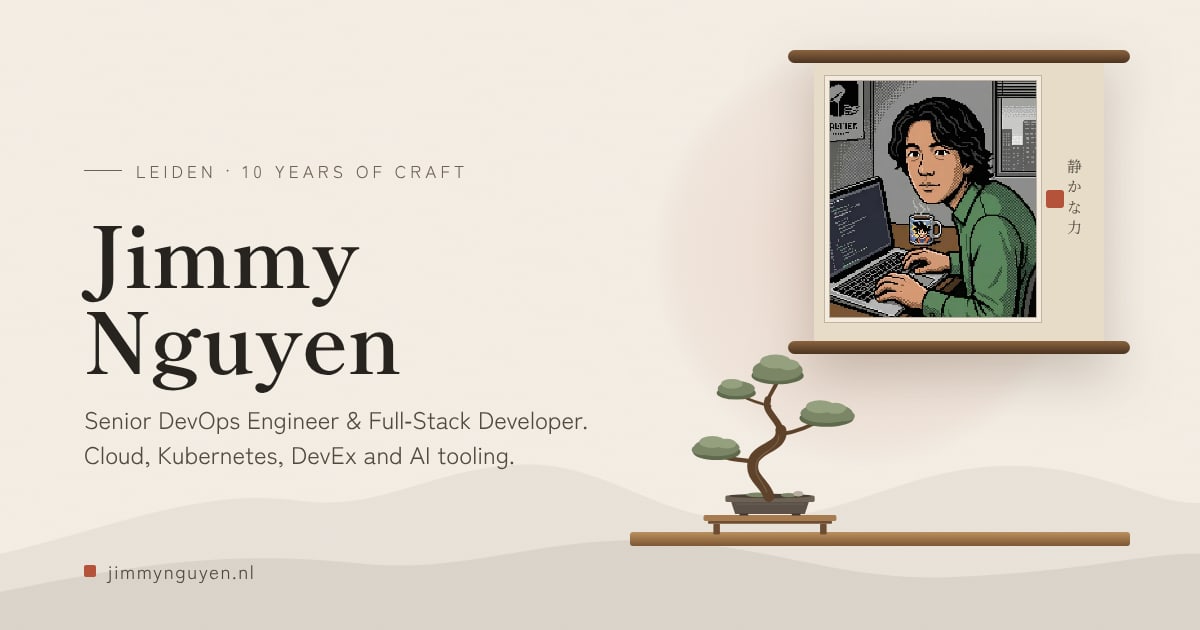 LEIDEN · 10 YEARS OF CRAFT
Jimmy
Nguyen
Senior DevOps Engineer & Full-Stack Developer.
Cloud, Kubernetes, DevEx and AI tooling.
jimmynguyen.nl
静かな力